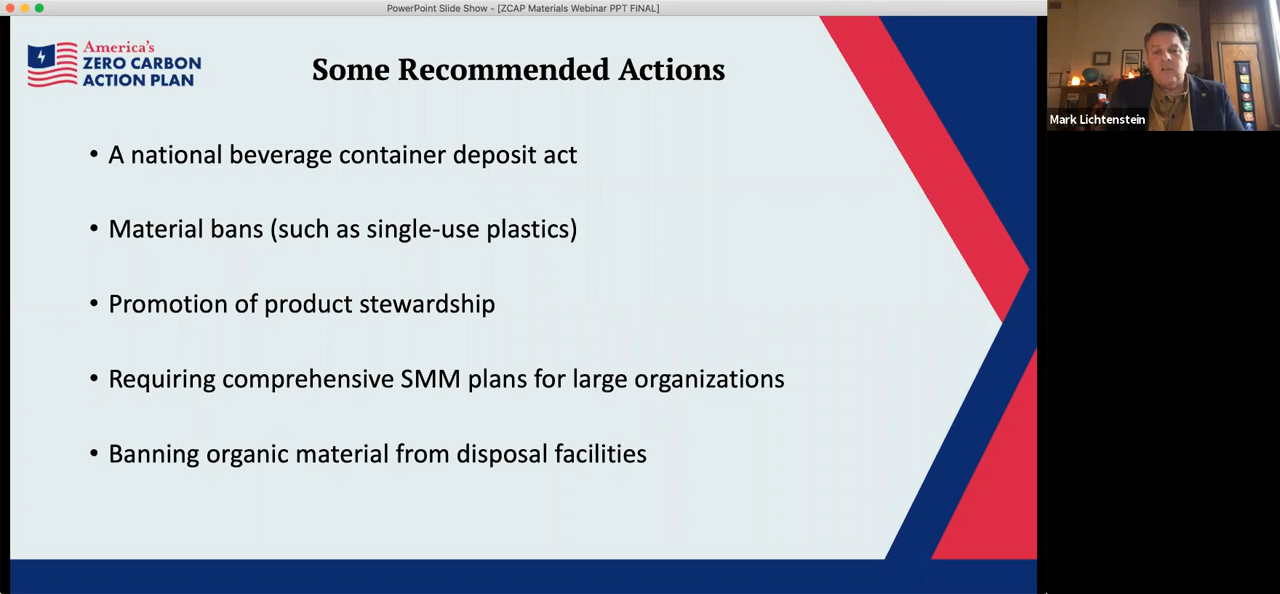 PowerPoint Slide Show - [ZCAP Materials Webinar PPT FINAL]
America's
ZERO CARBON
ACTION PLAN
Some Recommended Actions
• A national beverage container deposit act
• Material bans (such as single-use plastics)
• Promotion of product stewardship
• Requiring comprehensive SMM plans for large organizations
• Banning organic material from disposal facilities
Mark Lichtenstein